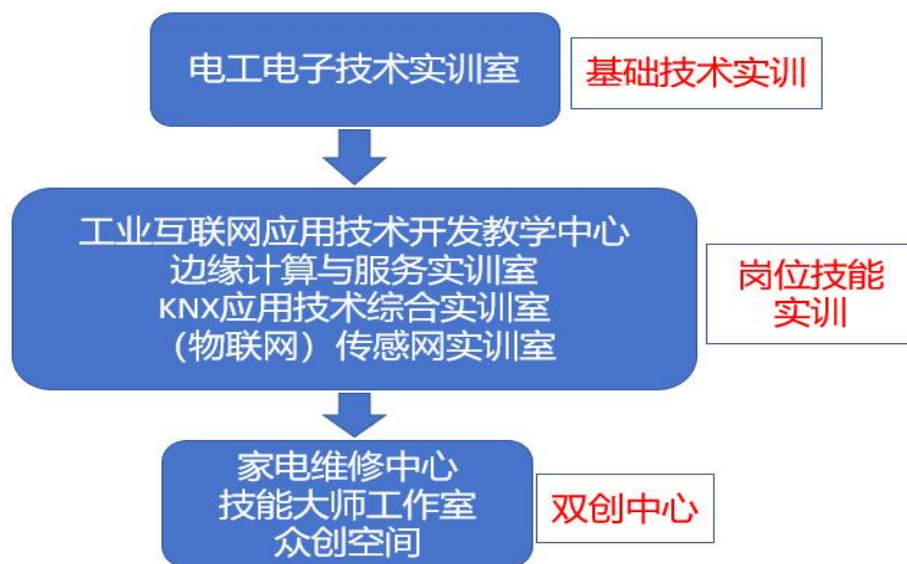 电工电子技术实训室
基础技术实训
工业互联网应用技术开发教学中心
边缘计算与服务实训室
KNX应用技术综合实训室
（物联网）传感网实训室
岗位技能
实训
家电维修中心
技能大师工作室
众创空间
双创中心